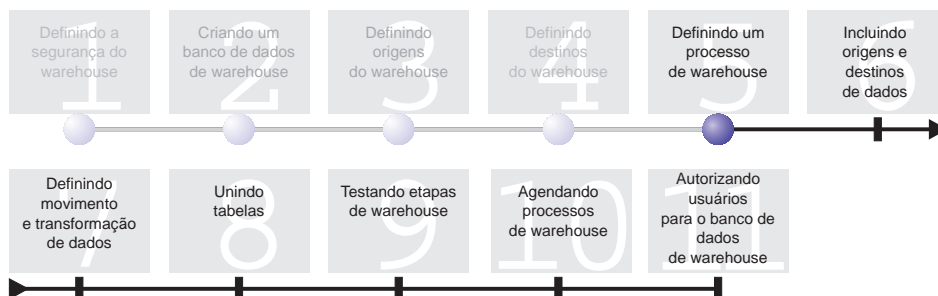 1
Definindo a
segurança do
warehouse
2
Criando um
banco de dados
de warehouse
3
Definindo
origens
do warehouse
4
Definindo
destinos
do warehouse
5
Definindo um
processo
de warehouse
6
Incluindo
origens e
destinos
de dados
7
Definindo
movimento
e transformação
de dados
8
Unindo
tabelas
9
Testando etapas
de warehouse
10
Agendando
processos
de warehouse
11
Autorizando
usuários
para o banco de
dados
de warehouse